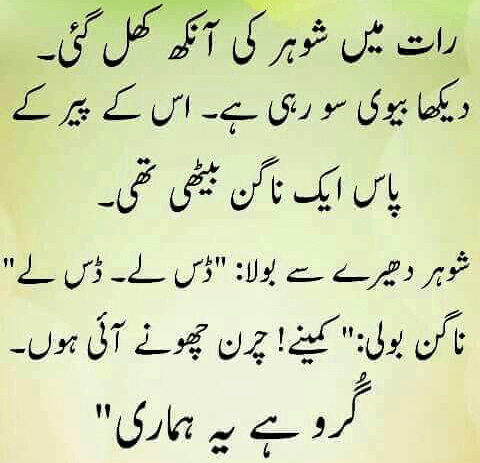 رات میں شوہر کی آنکھ کھل گئی۔
دیکھا بیوی سو رہی ہے۔ اس کے پیر کے
پاس ایک ناگن بیٹھی تھی۔
شوہر دھیرے سے بولا: "ڈس لے۔ ڈس لے"
ناگن بولی:" کمینے! چرن چھونے آئی ہوں۔
گُرو ہے یہ ہماری"